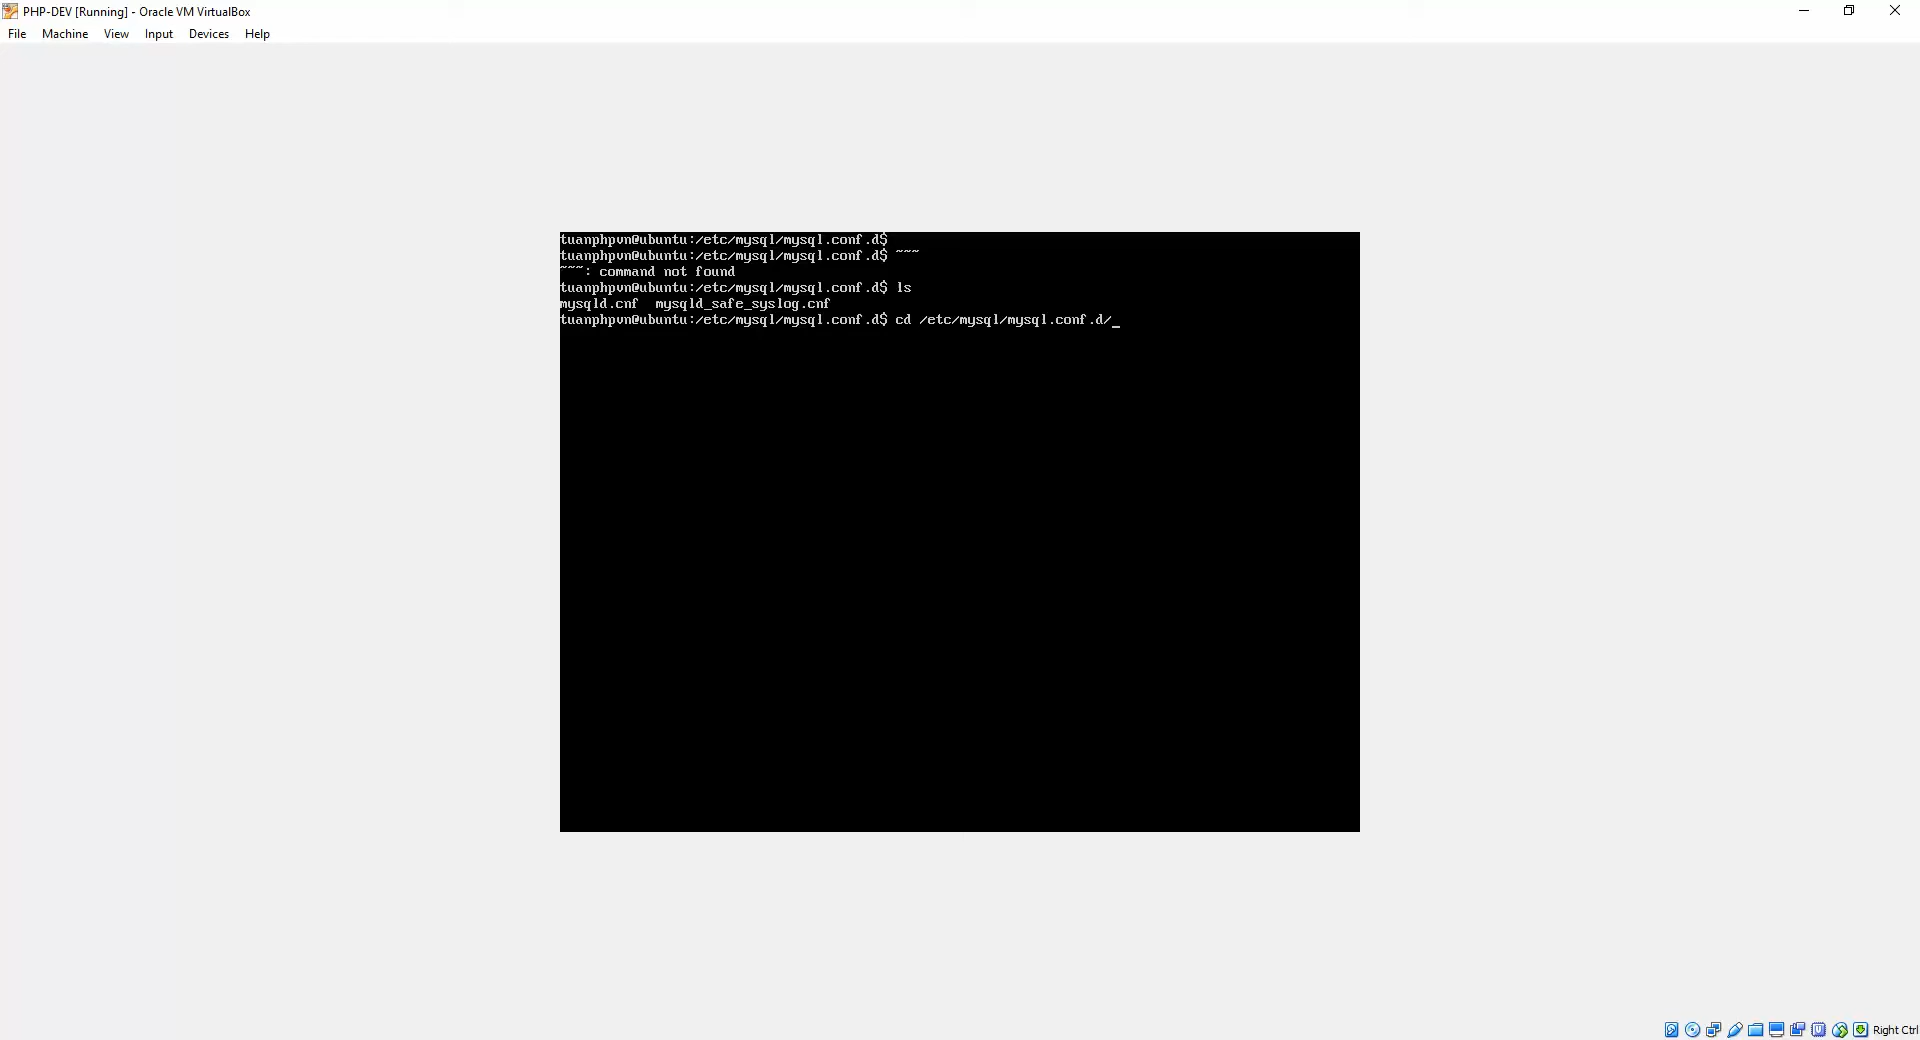 PHP-DEV [Running] - Oracle VM VirtualBox
File Machine View Input Devices Help
tuanphpvn@ubuntu:/etc/mysql/mysql.conf.d$
tuanphpvn@ubuntu:/etc/mysql/mysql.conf.d$ ~~~
~~~: command not found
tuanphpvn@ubuntu:/etc/mysql/mysql.conf.d$ ls
mysqld.cnf  mysqld_safe_syslog.cnf
tuanphpvn@ubuntu:/etc/mysql/mysql.conf.d$ cd /etc/mysql/mysql.conf.d/_
Right Ctrl